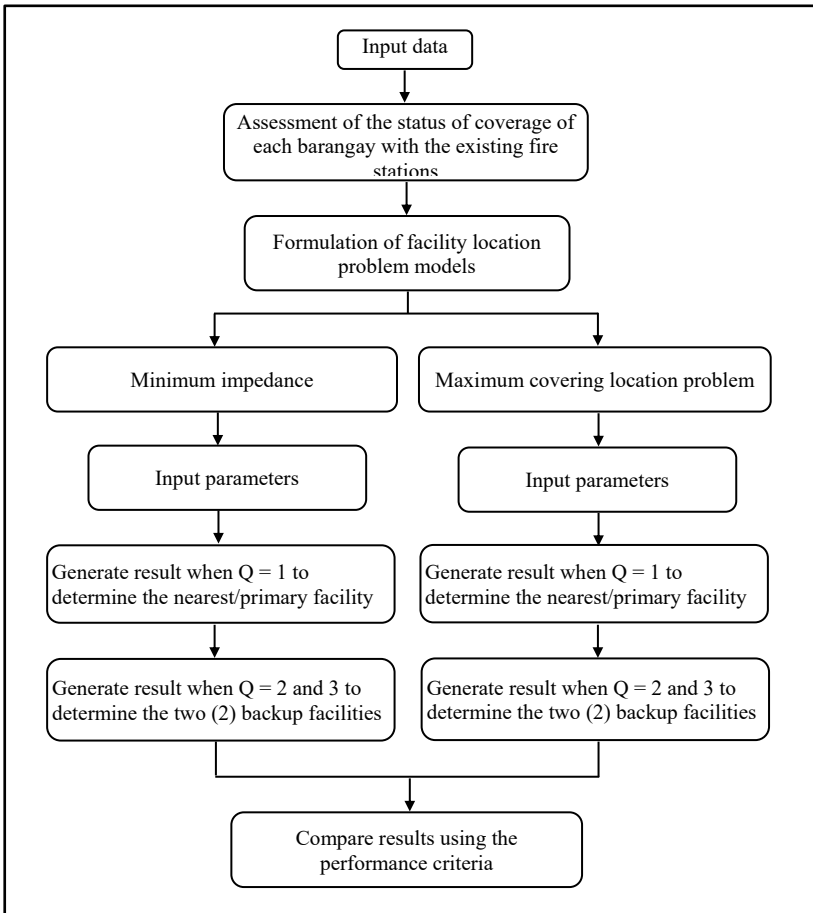 Input data
Assessment of the status of coverage of
each barangay with the existing fire
stations
Formulation of facility location
problem models
Minimum impedance
Maximum covering location problem
Input parameters
Input parameters
Generate result when Q = 1 to
determine the nearest/primary facility
Generate result when Q = 1 to
determine the nearest/primary facility
Generate result when Q = 2 and 3 to
determine the two (2) backup facilities
Generate result when Q = 2 and 3 to
determine the two (2) backup facilities
Compare results using the
performance criteria